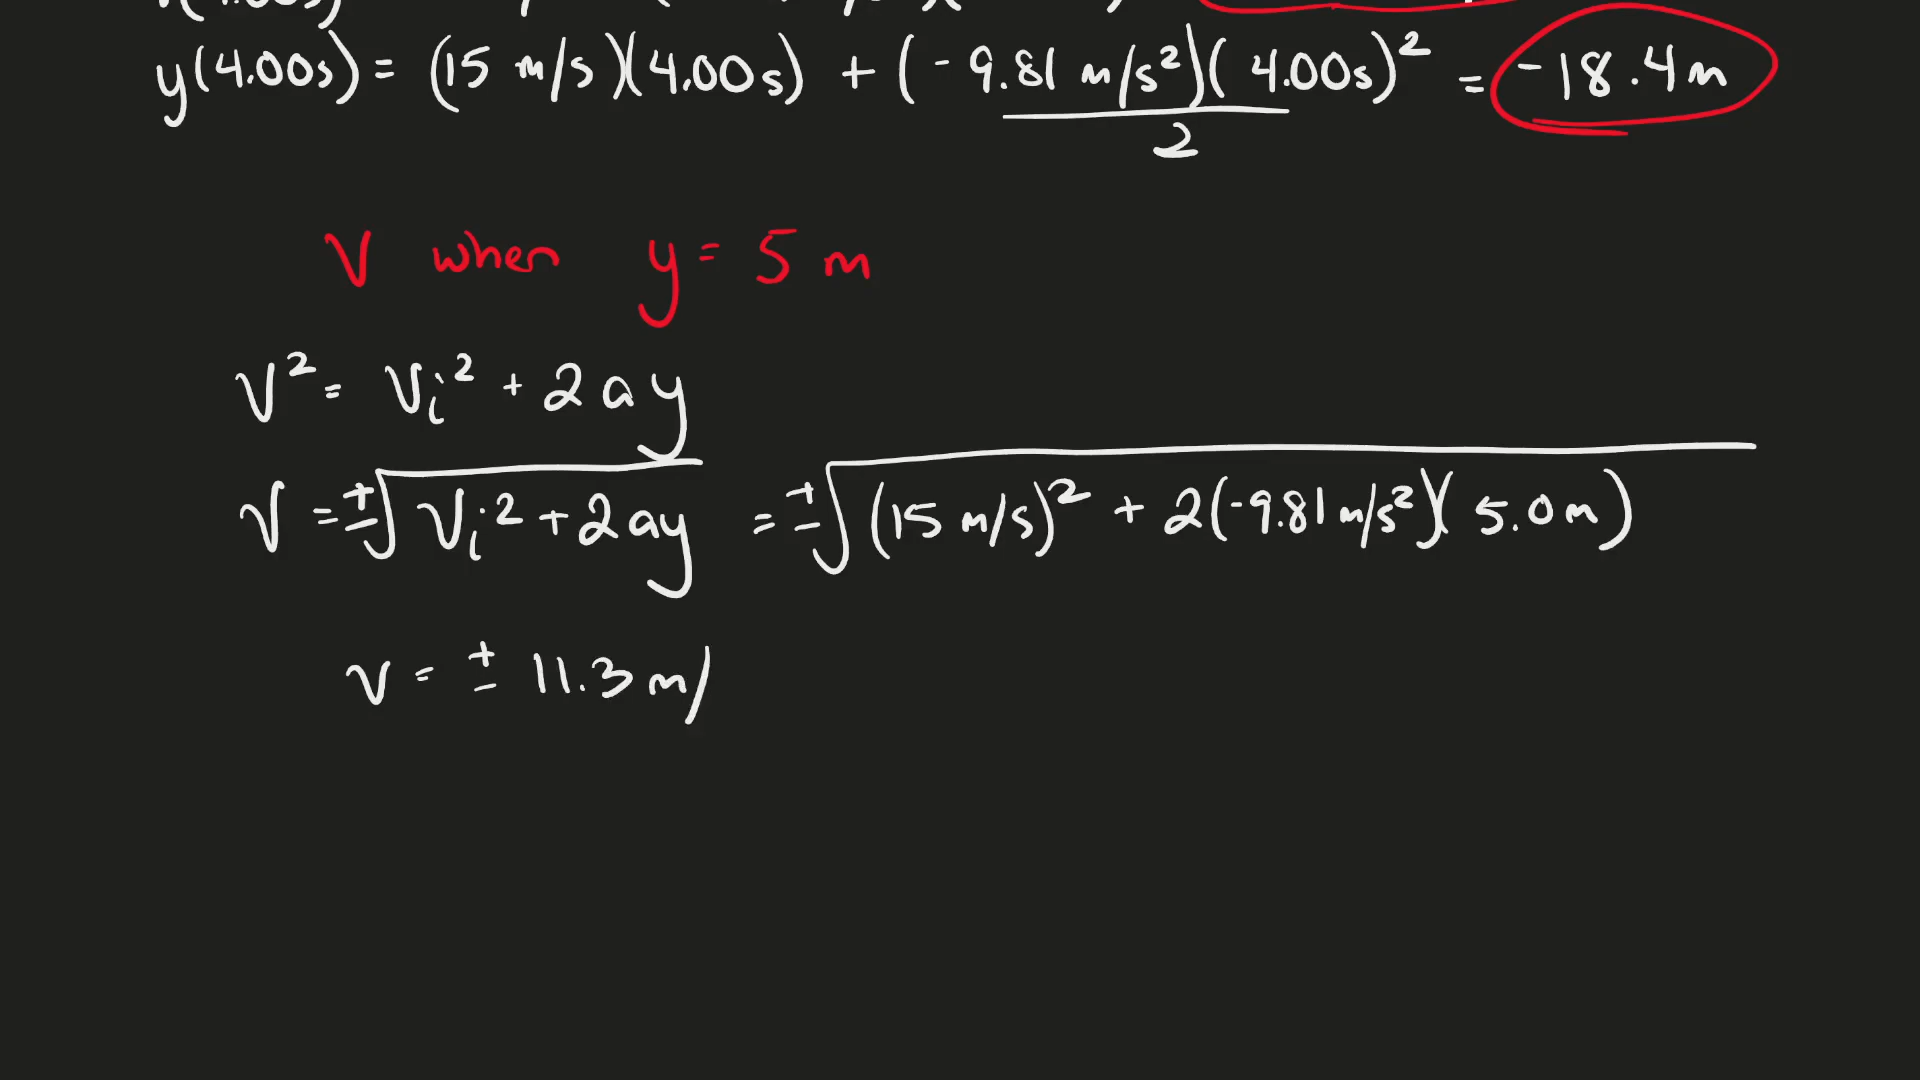 y(4.00s) = (15 m/s)(4.00s) + (-9.81 m/s²)(4.00s)² / 2 = -18.4 m
V when y = 5 m
V² = Vi² + 2ay
V = ±√(Vi² + 2ay) = ±√((15 m/s)² + 2(-9.81 m/s²)(5.0m))
V = ± 11.3 m/